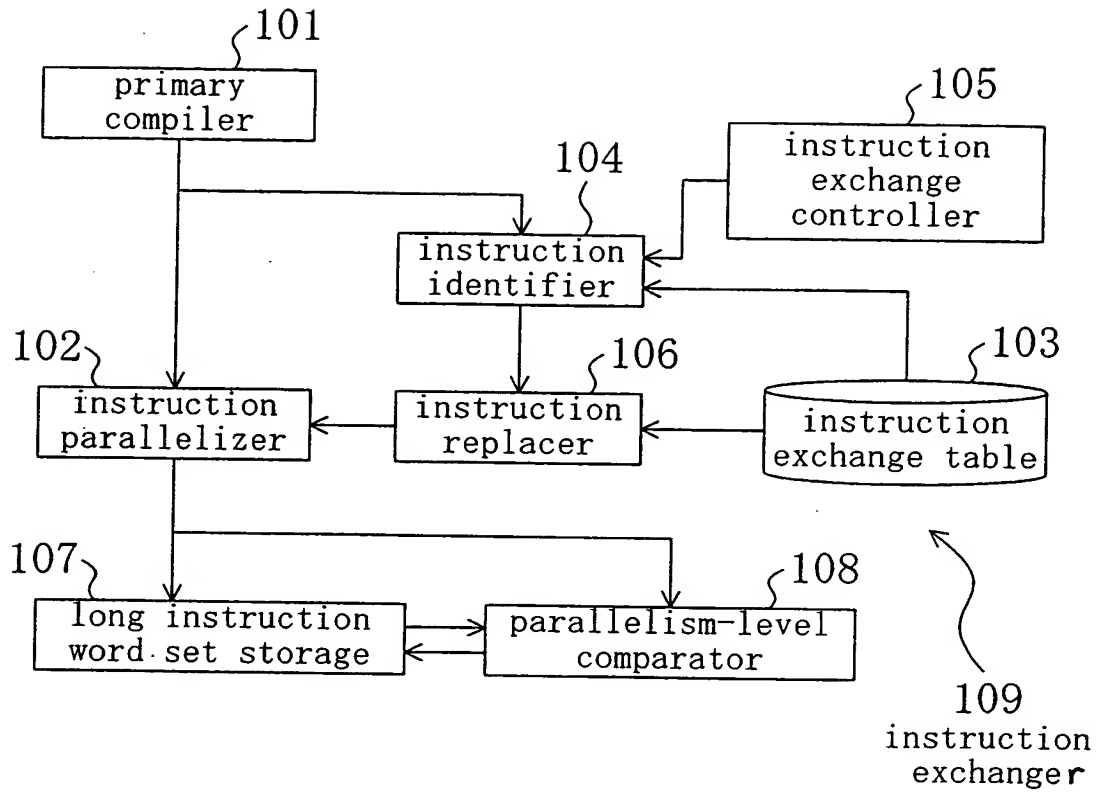 101
primary
compiler
105
instruction
exchange
controller
104
instruction
identifier
102
instruction
parallelizer
106
instruction
replacer
103
instruction
exchange table
107
long instruction
word set storage
108
parallelism-level
comparator
109
instruction
exchanger